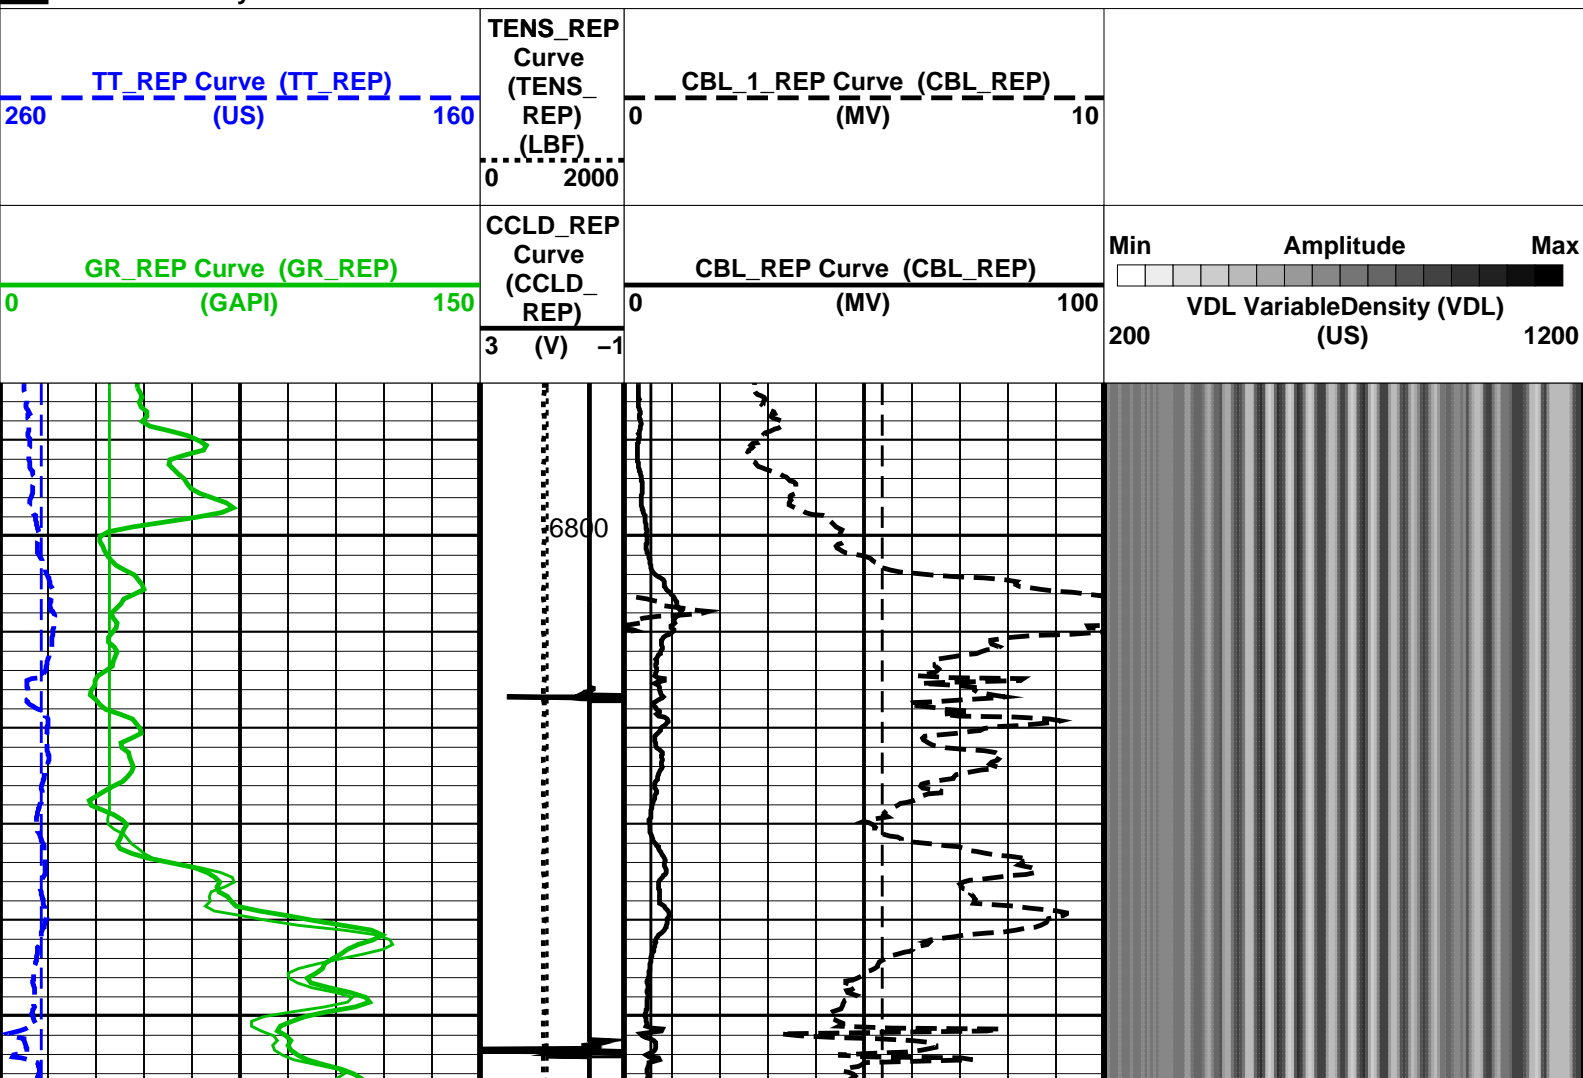 TT_REP Curve (TT_REP)
260 (US) 160
TENS_REP
Curve
(TENS_
REP)
(LBF)
0 2000
CBL_1_REP Curve (CBL_REP)
0 (MV) 10
GR_REP Curve (GR_REP)
0 (GAPI) 150
CCLD_REP
Curve
(CCLD_
REP)
3 (V) −1
CBL_REP Curve (CBL_REP)
0 (MV) 100
Min Amplitude Max
VDL VariableDensity (VDL)
200 (US) 1200
6800